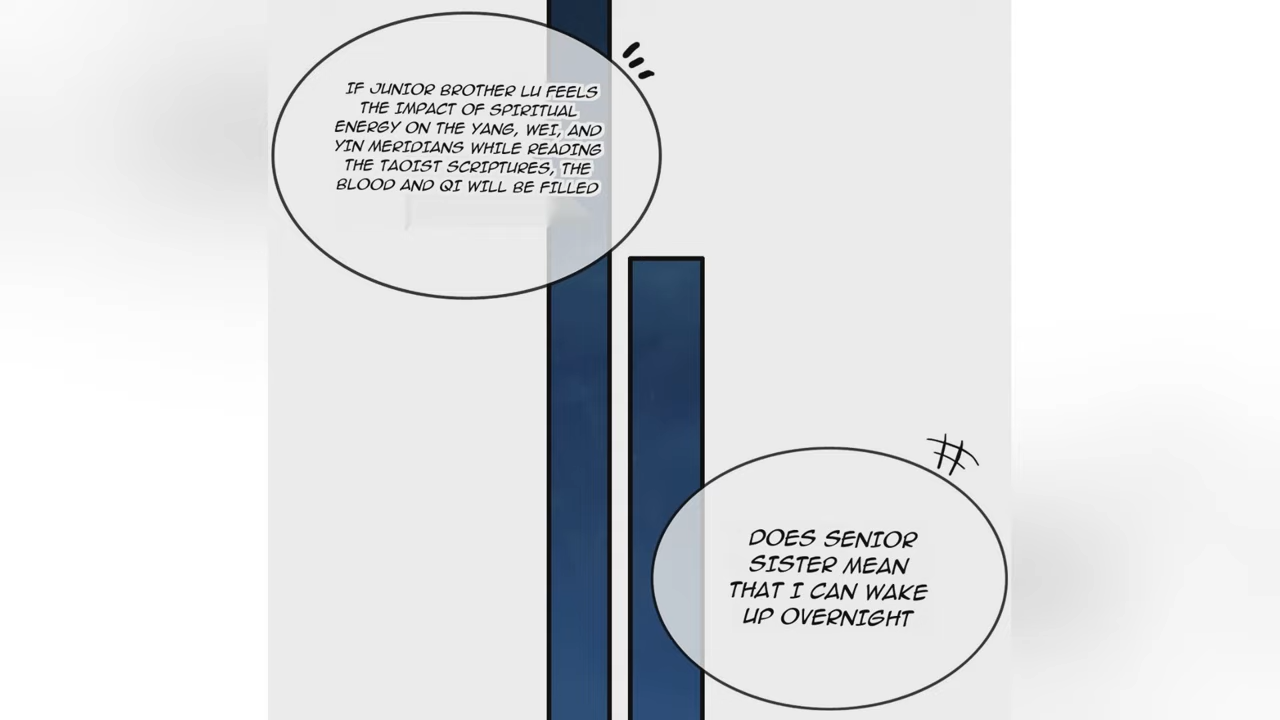 IF JUNIOR BROTHER LU FEELS
THE IMPACT OF SPIRITUAL
ENERGY ON THE YANG, WEI, AND
YIN MERIDIANS WHILE READING
THE TAOIST SCRIPTURES, THE
BLOOD AND QI WILL BE FILLED
DOES SENIOR
SISTER MEAN
THAT I CAN WAKE
UP OVERNIGHT